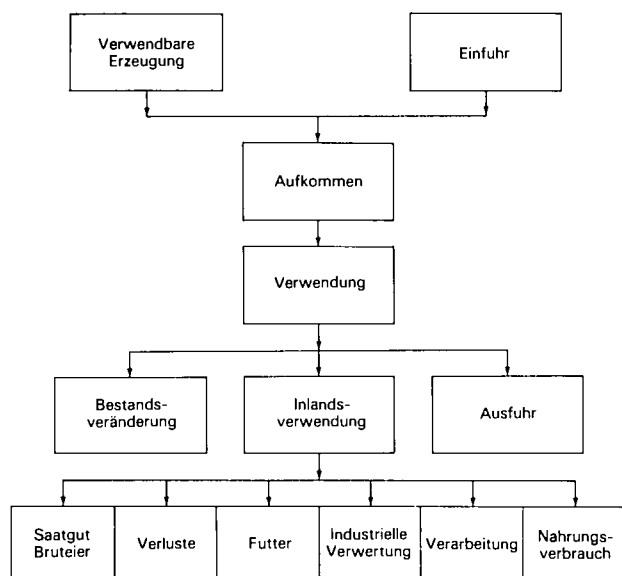 Verwendbare
Erzeugung
Einfuhr
Aufkommen
Verwendung
Bestands-
veränderung
Inlands-
verwendung
Ausfuhr
Saatgut
Bruteier
Verluste
Futter
Industrielle
Verwertung
Verarbeitung
Nahrungs-
verbrauch